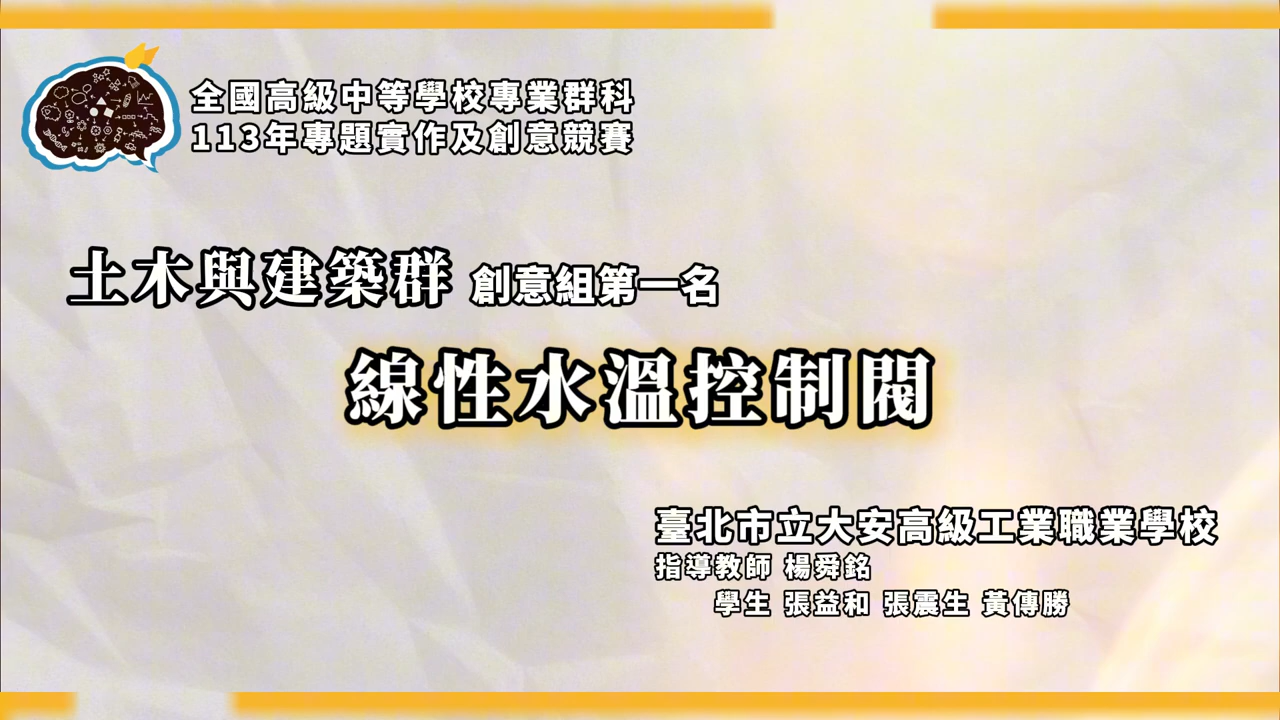 全國高級中等學校專業群科
113年專題實作及創意競賽
土木與建築群 創意組第一名
線性水溫控制閥
臺北市立大安高級工業職業學校
指導教師 楊舜銘
學生 張益和 張震生 黃傳勝